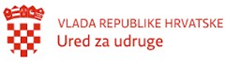 VLADA REPUBLIKE HRVATSKE
Ured za udruge